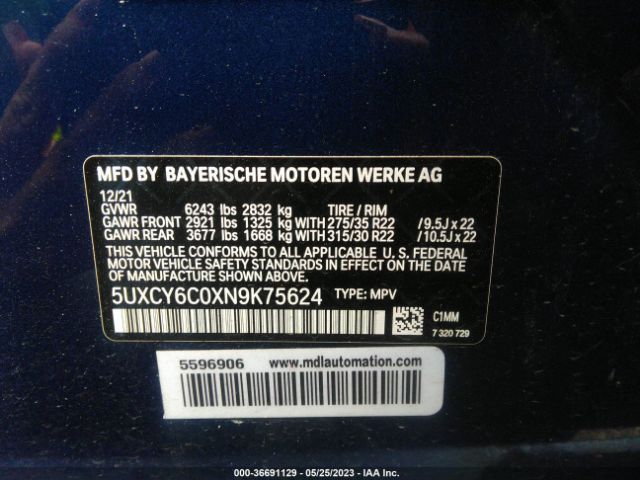 MFD BY BAYERISCHE MOTOREN WERKE AG
12/21
GVWR 6243 lbs 2832 kg TIRE / RIM
GAWR FRONT 2921 lbs 1325 kg WITH 275/35 R22 /9.5J x 22
GAWR REAR 3677 lbs 1668 kg WITH 315/30 R22 /10.5J x 22
THIS VEHICLE CONFORMS TO ALL APPLICABLE U. S. FEDERAL
MOTOR VEHICLE SAFETY STANDARDS IN EFFECT ON THE
DATE OF MANUFACTURE SHOWN ABOVE.
5UXCY6C0XN9K75624 TYPE: MPV
C1MM
7 320 729
5596906 www.mdlautomation.com
000-36691129 - 05/25/2023 - IAA Inc.